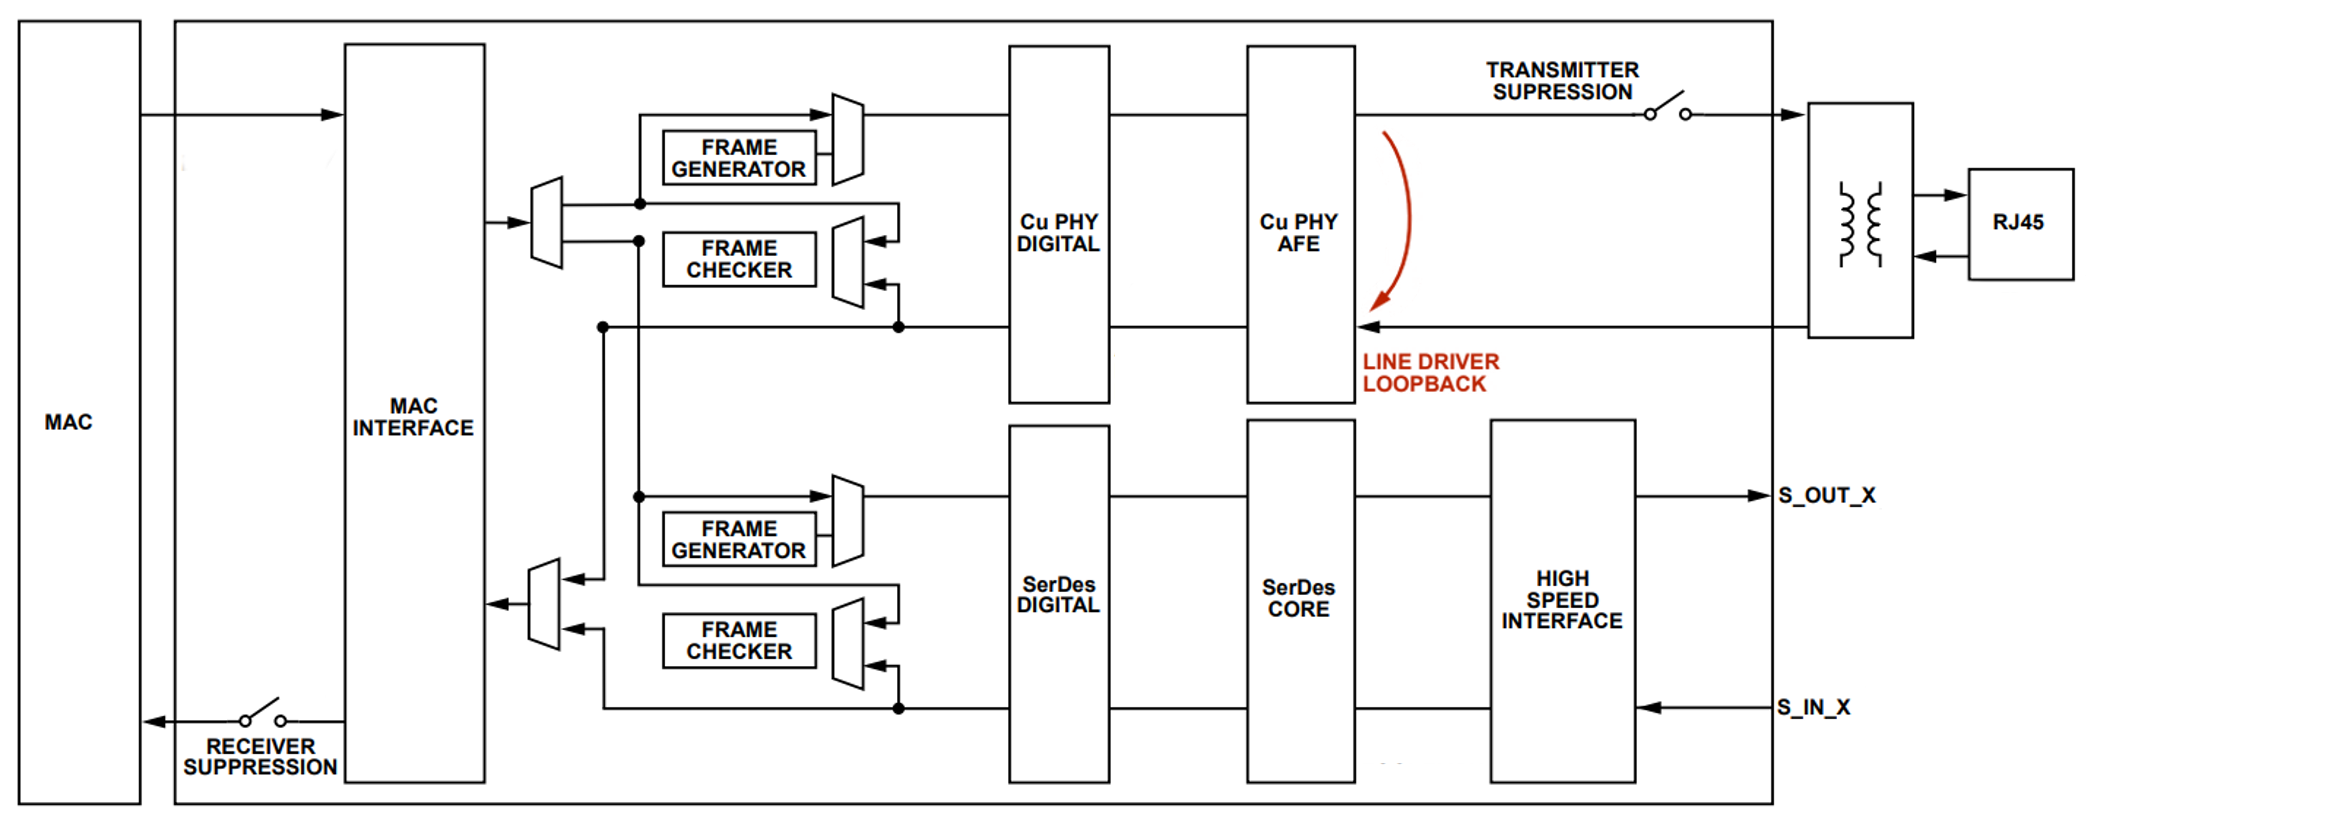 TRANSMITTER
SUPRESSION
FRAME
GENERATOR
FRAME
CHECKER
Cu PHY
DIGITAL
Cu PHY
AFE
RJ45
LINE DRIVER
LOOPBACK
MAC
MAC
INTERFACE
S_OUT_X
FRAME
GENERATOR
SerDes
DIGITAL
SerDes
CORE
HIGH
SPEED
INTERFACE
FRAME
CHECKER
S_IN_X
RECEIVER
SUPPRESSION